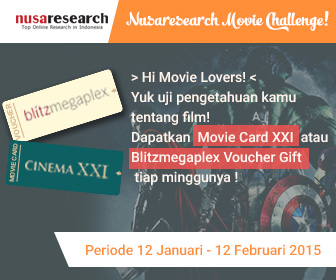 nusaresearch
Top Online Research in Indonesia
Nusaresearch Movie Challenge!
blitzmegaplex
VOUCHER
MOVIE CARD
CINEMA XXI
> Hi Movie Lovers! <
Yuk uji pengetahuan kamu
tentang film!
Dapatkan Movie Card XXI atau
Blitzmegaplex Voucher Gift
tiap minggunya !
Periode 12 Januari - 12 Februari 2015